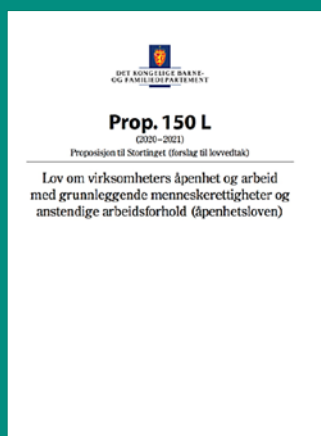 DET KONGELIGE BARNE-
OG FAMILIEDEPARTEMENT
Prop. 150 L
(2020–2021)
Proposisjon til Stortinget (forslag til lovvedtak)
Lov om virksomheters åpenhet og arbeid
med grunnleggende menneskerettigheter og
anstendige arbeidsforhold (åpenhetsloven)